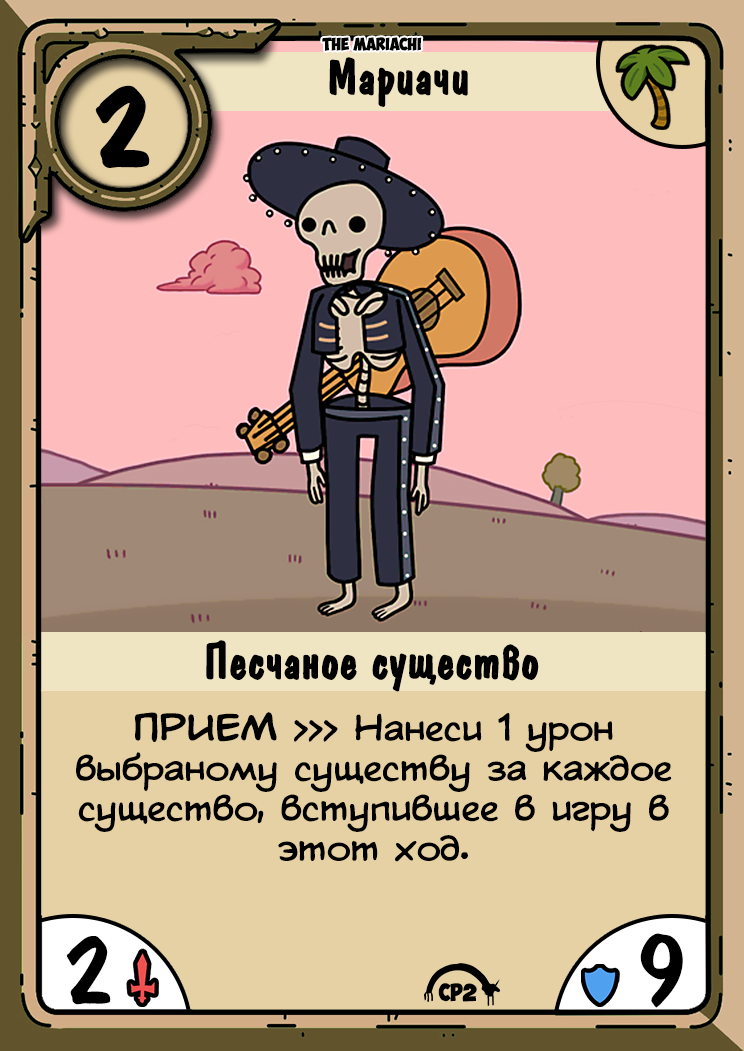 THE MARIACHI
Мариачи
2
Песчаное существо
ПРИЕМ >>> Нанеси 1 урон
выбраному существу за каждое
существо, вступившее в игру в
этот ход.
2
CP2
9